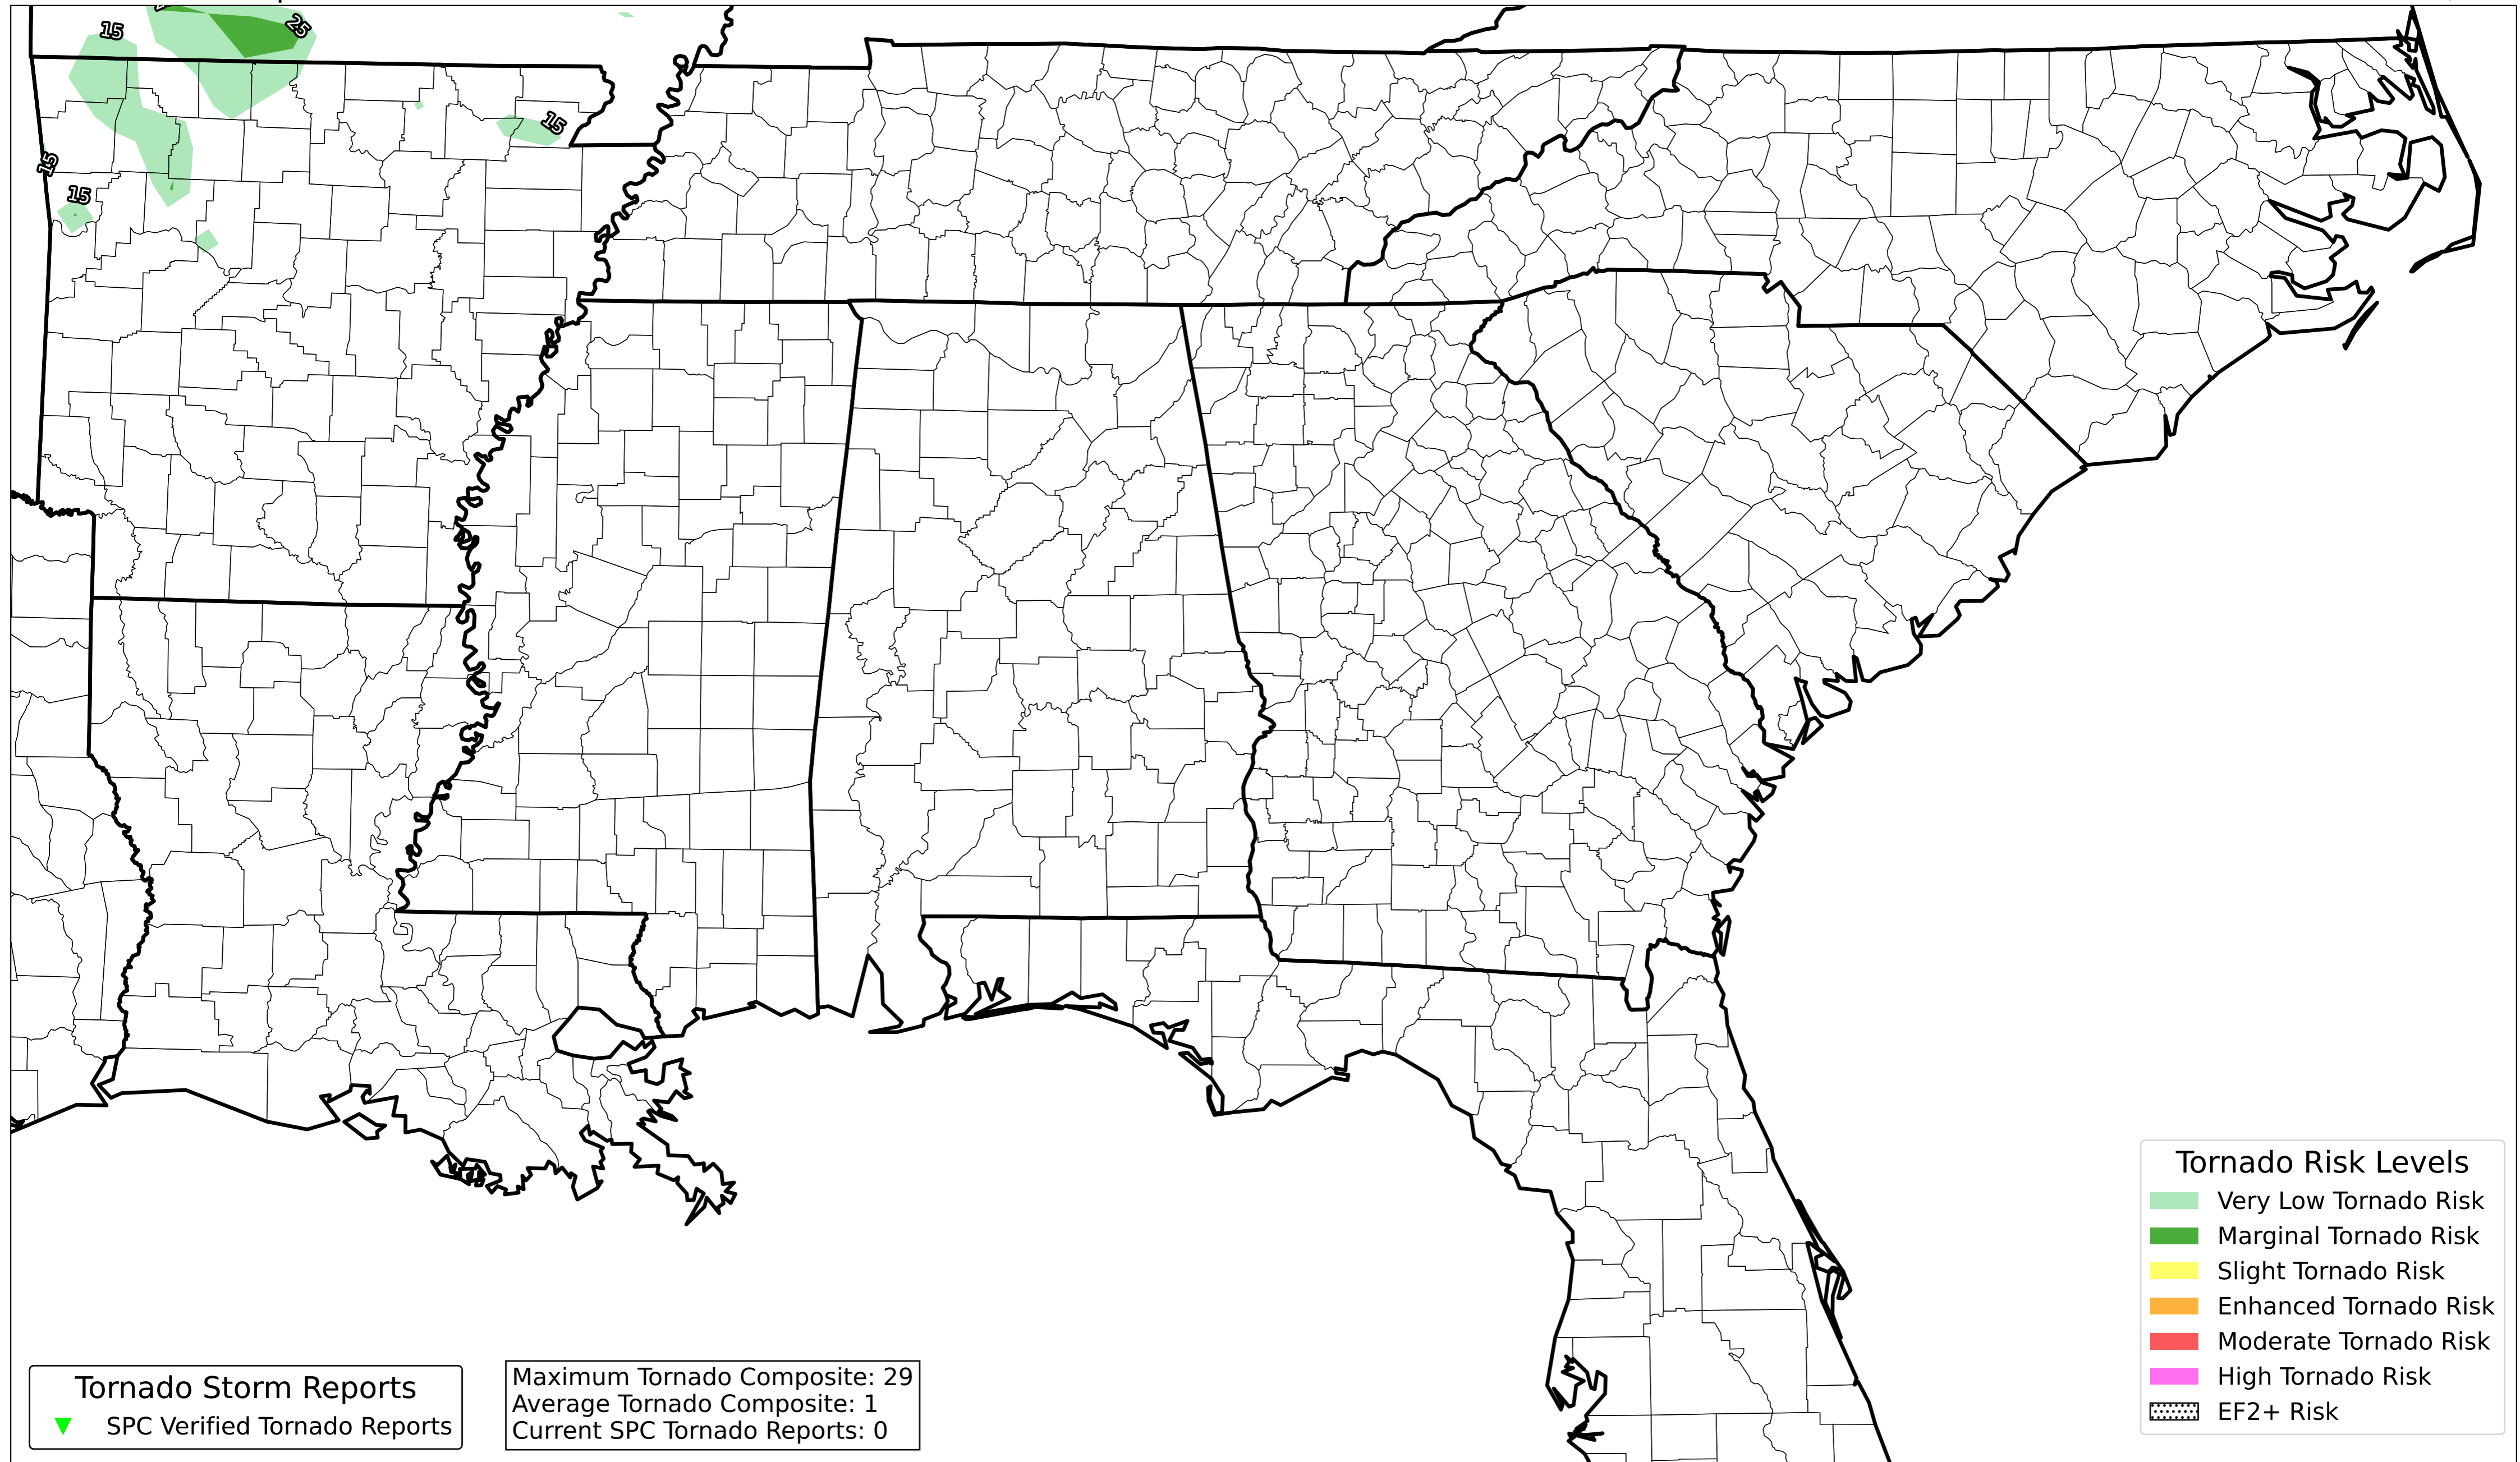 15
25
15
15
15
Tornado Risk Levels
Very Low Tornado Risk
Marginal Tornado Risk
Slight Tornado Risk
Enhanced Tornado Risk
Moderate Tornado Risk
High Tornado Risk
EF2+ Risk
Tornado Storm Reports
SPC Verified Tornado Reports
Maximum Tornado Composite: 29
Average Tornado Composite: 1
Current SPC Tornado Reports: 0